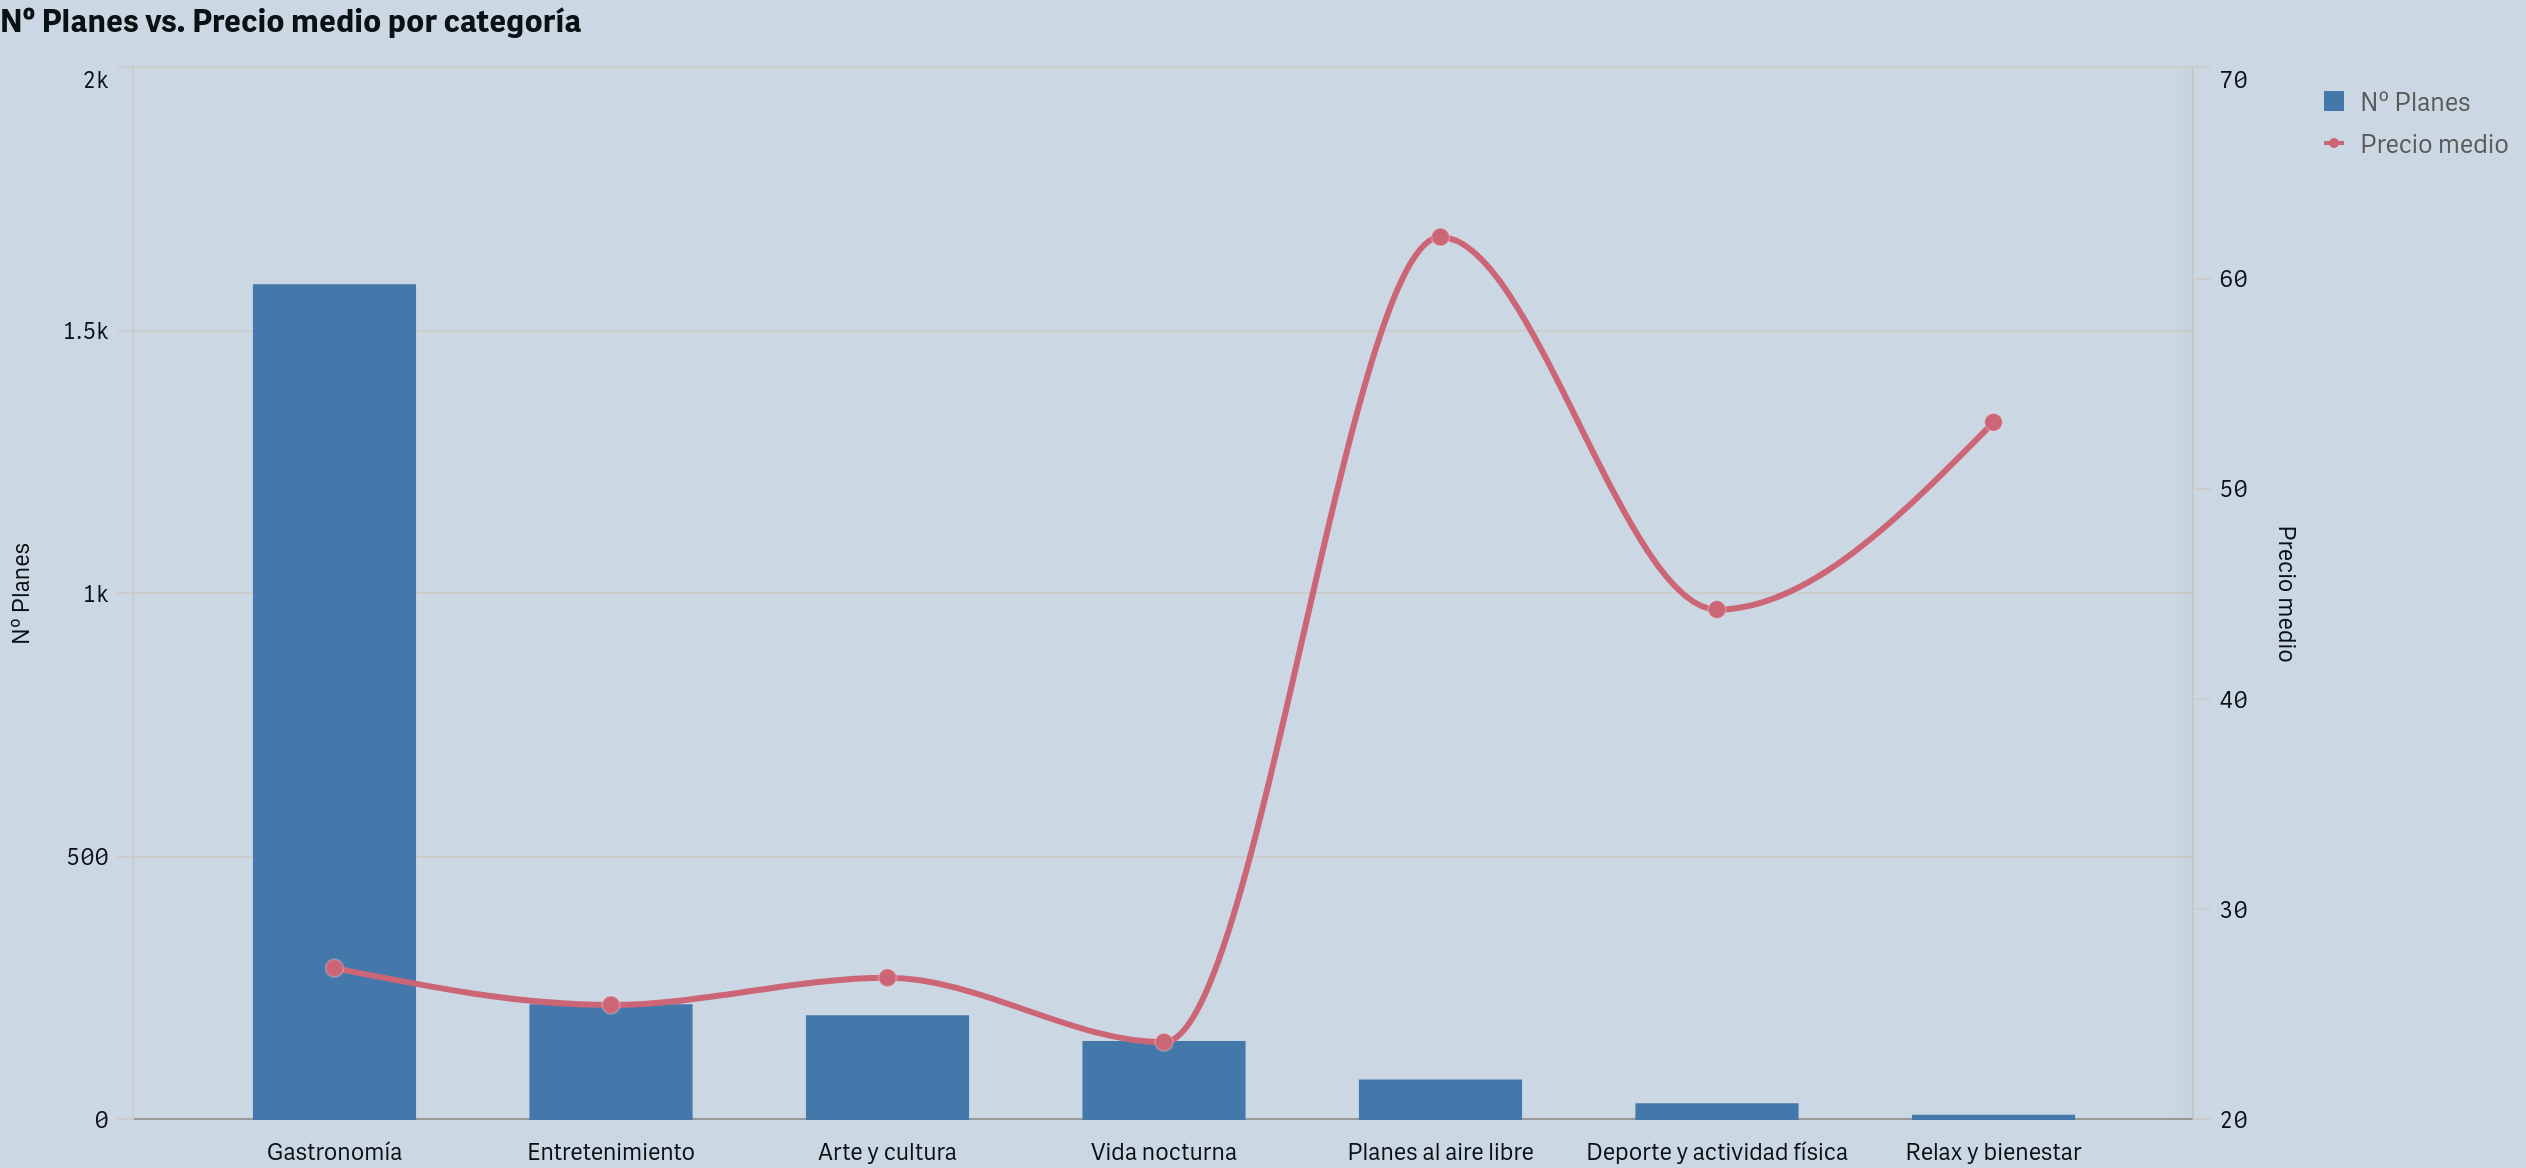 Nº Planes vs. Precio medio por categoría
2k
1.5k
1k
500
0
Nº Planes
70
60
50
40
30
20
Precio medio
Nº Planes
Precio medio
Gastronomía
Entretenimiento
Arte y cultura
Vida nocturna
Planes al aire libre
Deporte y actividad física
Relax y bienestar